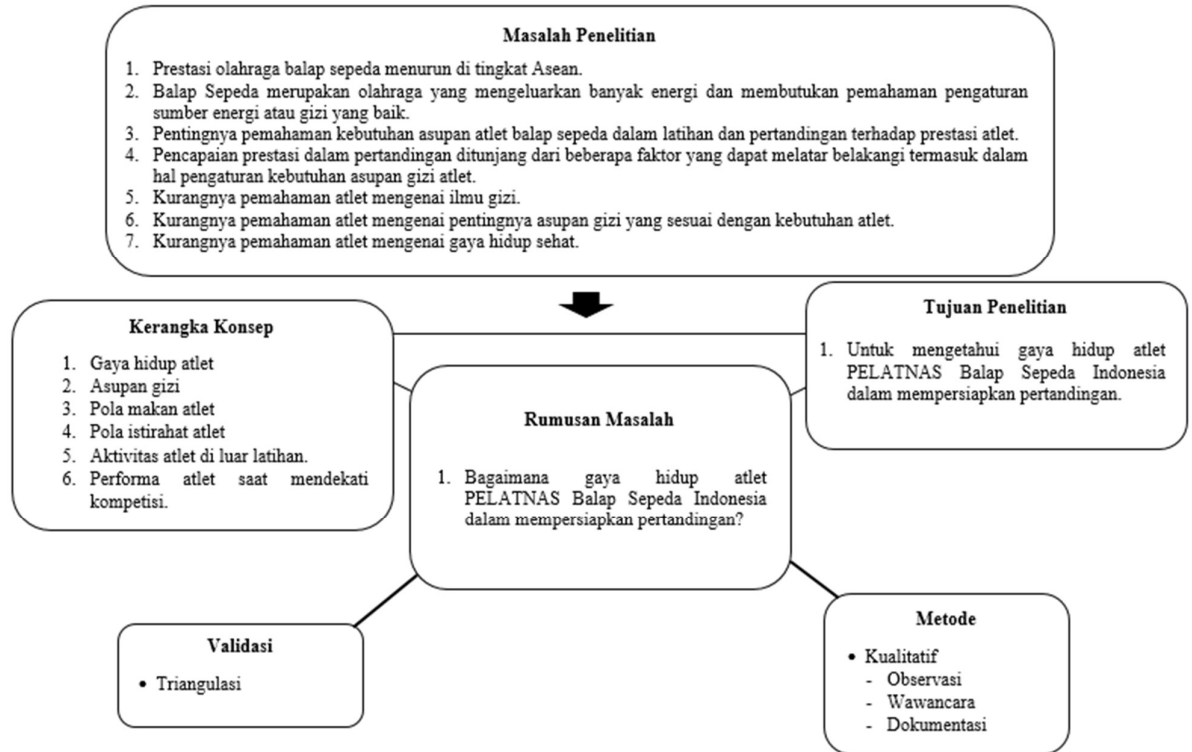 Masalah Penelitian
1. Prestasi olahraga balap sepeda menurun di tingkat Asean.
2. Balap Sepeda merupakan olahraga yang mengeluarkan banyak energi dan membutukan pemahaman pengaturan
sumber energi atau gizi yang baik.
3. Pentingnya pemahaman kebutuhan asupan atlet balap sepeda dalam latihan dan pertandingan terhadap prestasi atlet.
4. Pencapaian prestasi dalam pertandingan ditunjang dari beberapa faktor yang dapat melatar belakangi termasuk dalam
hal pengaturan kebutuhan asupan gizi atlet.
5. Kurangnya pemahaman atlet mengenai ilmu gizi.
6. Kurangnya pemahaman atlet mengenai pentingnya asupan gizi yang sesuai dengan kebutuhan atlet.
7. Kurangnya pemahaman atlet mengenai gaya hidup sehat.
Kerangka Konsep
1. Gaya hidup atlet
2. Asupan gizi
3. Pola makan atlet
4. Pola istirahat atlet
5. Aktivitas atlet di luar latihan.
6. Performa atlet saat mendekati
kompetisi.
Tujuan Penelitian
1. Untuk mengetahui gaya hidup atlet
PELATNAS Balap Sepeda Indonesia
dalam mempersiapkan pertandingan.
Rumusan Masalah
1. Bagaimana gaya hidup atlet
PELATNAS Balap Sepeda Indonesia
dalam mempersiapkan pertandingan?
Validasi
• Triangulasi
Metode
• Kualitatif
- Observasi
- Wawancara
- Dokumentasi